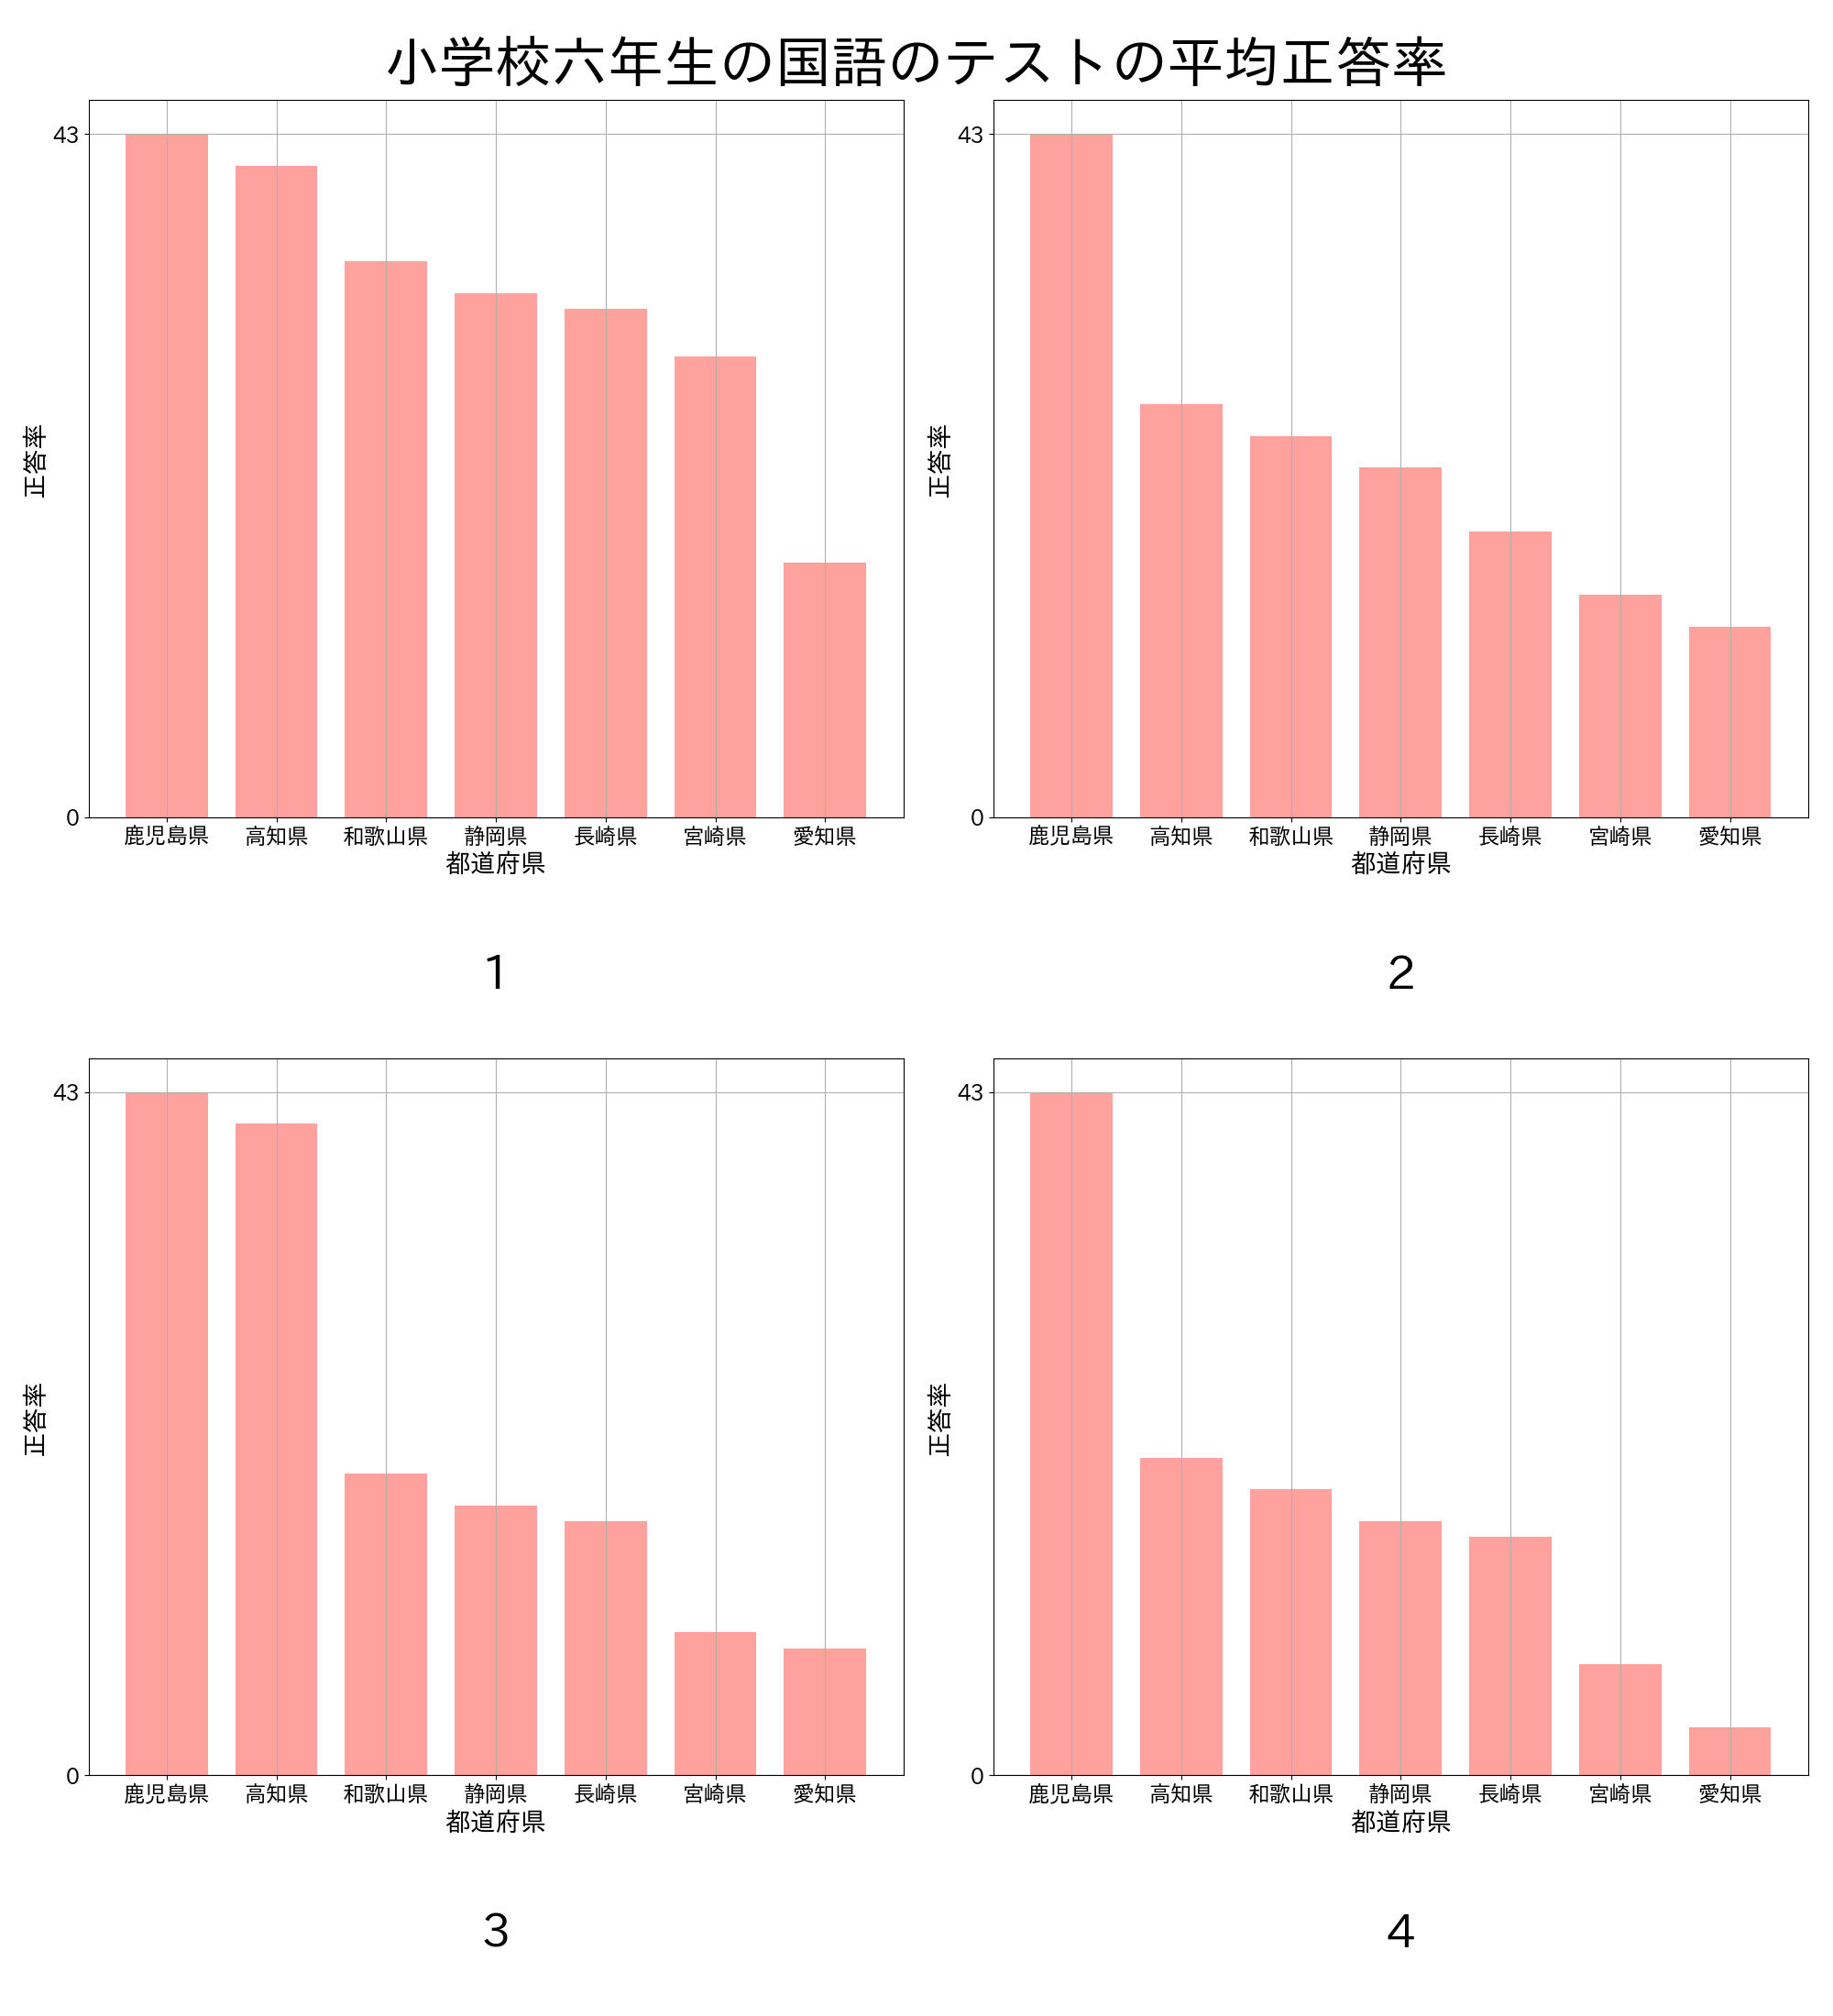 小学校六年生の国語のテストの平均正答率
43
0
正答率
鹿児島県 高知県 和歌山県 静岡県 長崎県 宮崎県 愛知県
都道府県
1
43
0
正答率
鹿児島県 高知県 和歌山県 静岡県 長崎県 宮崎県 愛知県
都道府県
2
43
0
正答率
鹿児島県 高知県 和歌山県 静岡県 長崎県 宮崎県 愛知県
都道府県
3
43
0
正答率
鹿児島県 高知県 和歌山県 静岡県 長崎県 宮崎県 愛知県
都道府県
4